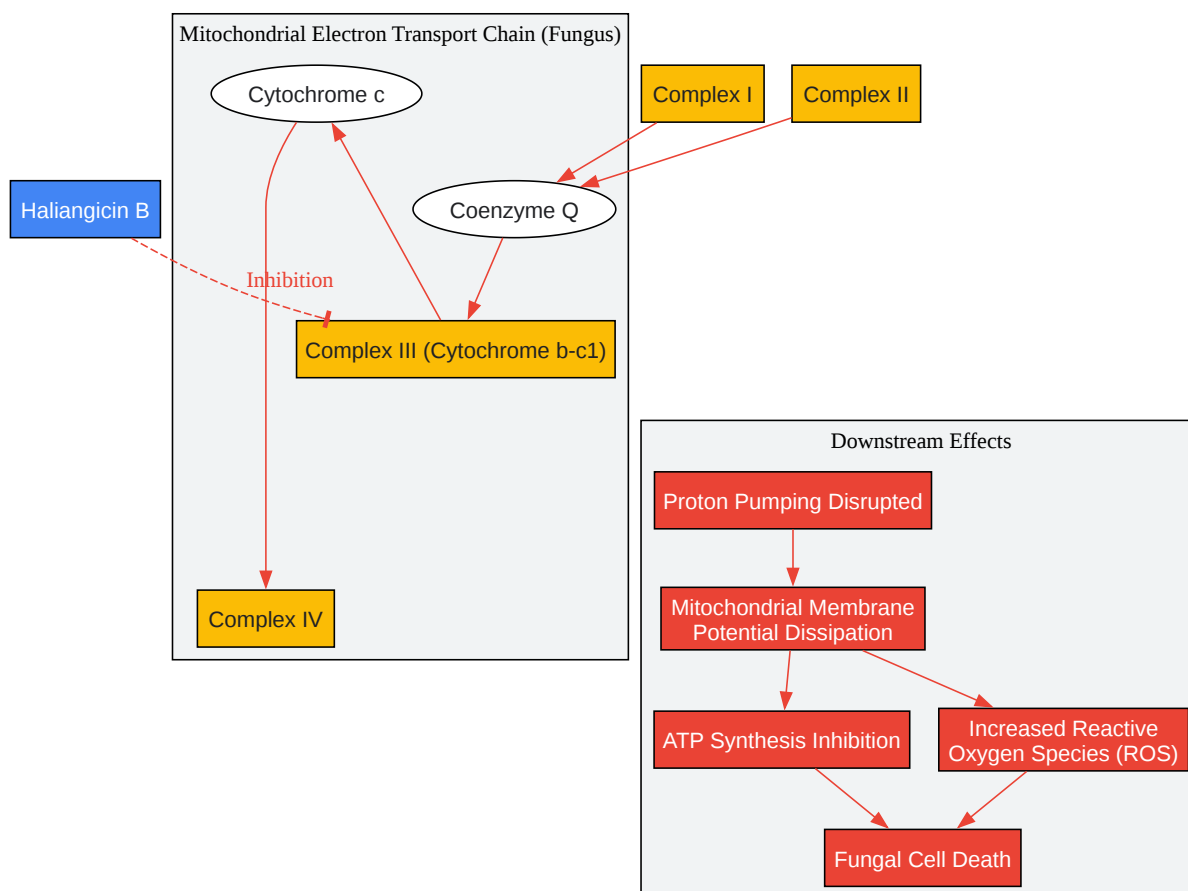 Mitochondrial Electron Transport Chain (Fungus)
Cytochrome c
Complex I
Complex II
Haliangicin B
Coenzyme Q
Inhibition
Complex III (Cytochrome b-c1)
Complex IV
Downstream Effects
Proton Pumping Disrupted
Mitochondrial Membrane
Potential Dissipation
ATP Synthesis Inhibition
Increased Reactive
Oxygen Species (ROS)
Fungal Cell Death